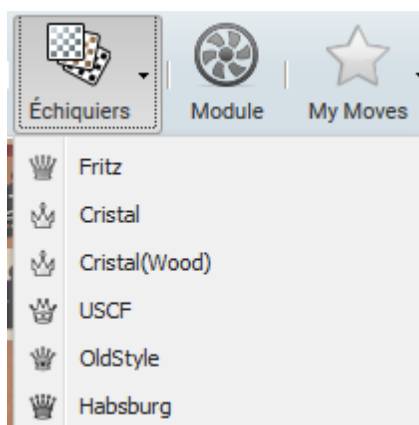 Échiquiers Module My Moves
Fritz
Cristal
Cristal(Wood)
USCF
OldStyle
Habsburg